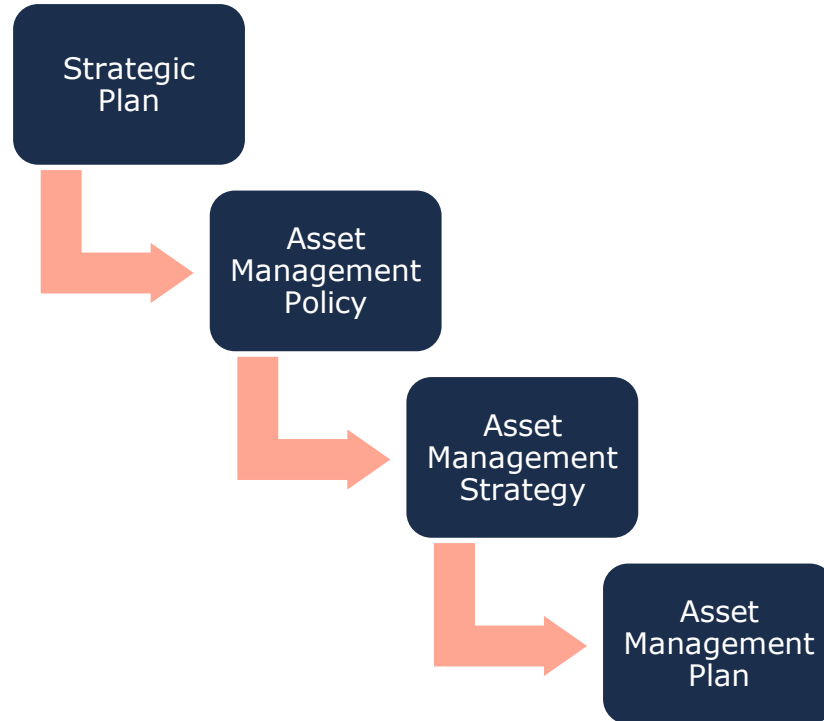 Strategic
Plan
Asset
Management
Policy
Asset
Management
Strategy
Asset
Management
Plan